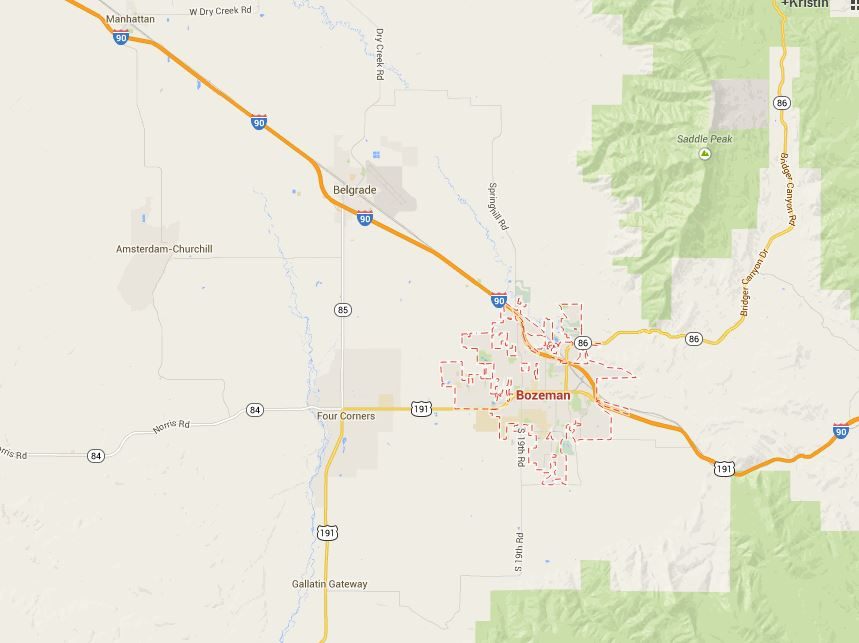 +Kristin
W Dry Creek Rd
Manhattan
90
Dry Creek Rd
86
90
Saddle Peak
Bridger Canyon Rd
Belgrade
Springhill Rd
90
Amsterdam-Churchill
Bridger Canyon Dr
90
85
86
86
Bozeman
84
191
Four Corners
Norris Rd
90
rris Rd
84
S 19th Rd
191
191
S 19th Rd
Gallatin Gateway